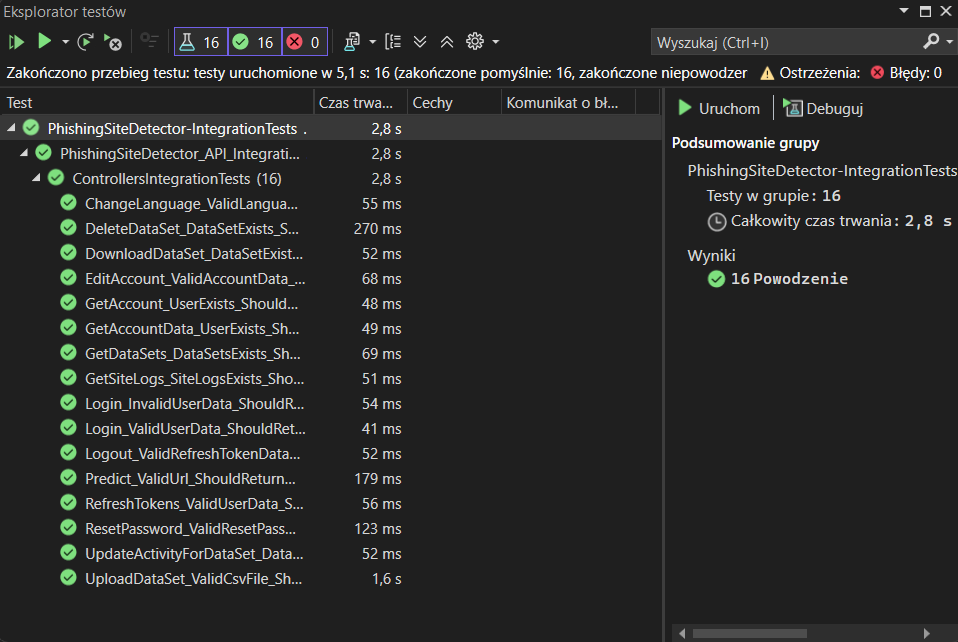 Eksplorator testów
16 16 0
Wyszukaj (Ctrl+I)
Zakończono przebieg testu: testy uruchomione w 5,1 s: 16 (zakończone pomyślnie: 16, zakończone niepowodzer
Ostrzeżenia: Błędy: 0
Test Czas trwa... Cechy Komunikat o bł...
PhishingSiteDetector-IntegrationTests . 2,8 s
PhishingSiteDetector_API_Integrati... 2,8 s
ControllersIntegrationTests (16) 2,8 s
ChangeLanguage_ValidLangua... 55 ms
DeleteDataSet_DataSetExists_S... 270 ms
DownloadDataSet_DataSetExist... 52 ms
EditAccount_ValidAccountData_... 68 ms
GetAccount_UserExists_Should... 48 ms
GetAccountData_UserExists_Sh... 49 ms
GetDataSets_DataSetsExists_Sh... 69 ms
GetSiteLogs_SiteLogsExists_Sho... 51 ms
Login_InvalidUserData_ShouldR... 54 ms
Login_ValidUserData_ShouldRet... 41 ms
Logout_ValidRefreshTokenData... 52 ms
Predict_ValidUrl_ShouldReturn... 179 ms
RefreshTokens_ValidUserData_S... 56 ms
ResetPassword_ValidResetPass... 123 ms
UpdateActivityForDataSet_Data... 52 ms
UploadDataSet_ValidCsvFile_Sh... 1,6 s
Uruchom Debuguj
Podsumowanie grupy
PhishingSiteDetector-IntegrationTests
Testy w grupie: 16
Całkowity czas trwania: 2,8 s
Wyniki
16 Powodzenie